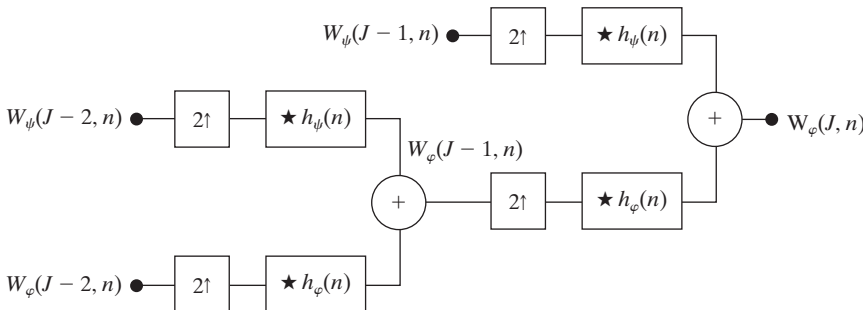 W_ψ(J − 1, n)
2↑
★ h_ψ(n)
W_ψ(J − 2, n)
2↑
★ h_ψ(n)
+
W_φ(J, n)
W_φ(J − 1, n)
+
2↑
★ h_φ(n)
W_φ(J − 2, n)
2↑
★ h_φ(n)